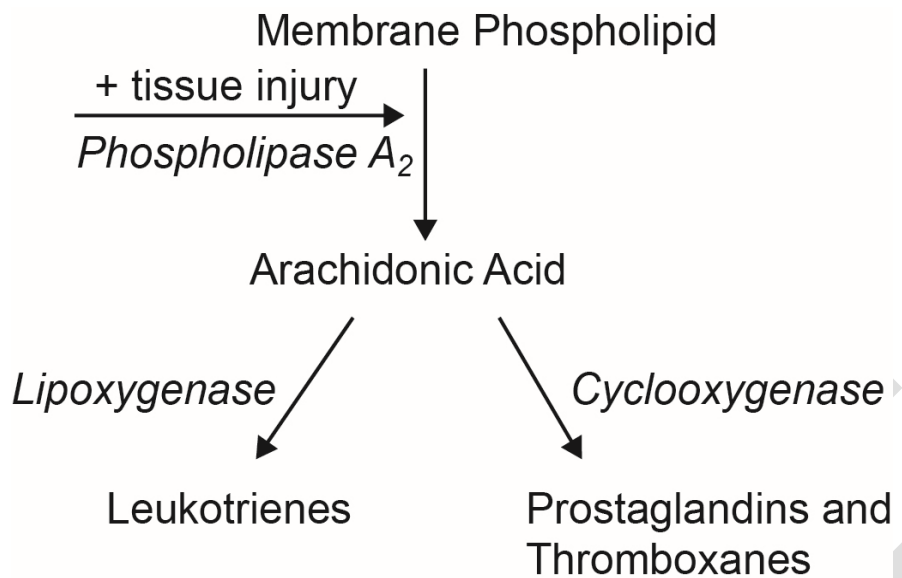 Membrane Phospholipid
+ tissue injury
Phospholipase A₂
Arachidonic Acid
Lipoxygenase
Cyclooxygenase
Leukotrienes
Prostaglandins and
Thromboxanes